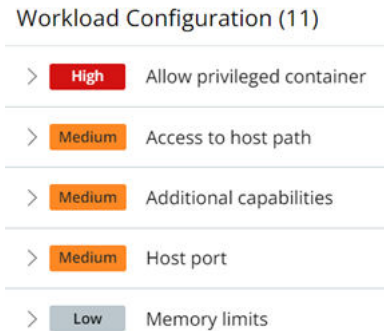 Workload Configuration (11)
High Allow privileged container
Medium Access to host path
Medium Additional capabilities
Medium Host port
Low Memory limits